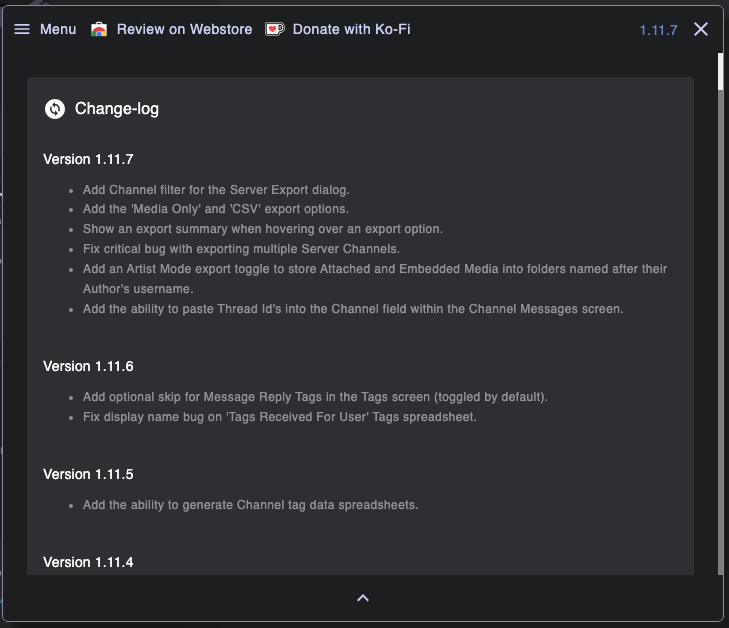 Menu Review on Webstore Donate with Ko-Fi 1.11.7
Change-log
Version 1.11.7
• Add Channel filter for the Server Export dialog.
• Add the 'Media Only' and 'CSV' export options.
• Show an export summary when hovering over an export option.
• Fix critical bug with exporting multiple Server Channels.
• Add an Artist Mode export toggle to store Attached and Embedded Media into folders named after their
Author's username.
• Add the ability to paste Thread Id's into the Channel field within the Channel Messages screen.
Version 1.11.6
• Add optional skip for Message Reply Tags in the Tags screen (toggled by default).
• Fix display name bug on 'Tags Received For User' Tags spreadsheet.
Version 1.11.5
• Add the ability to generate Channel tag data spreadsheets.
Version 1.11.4